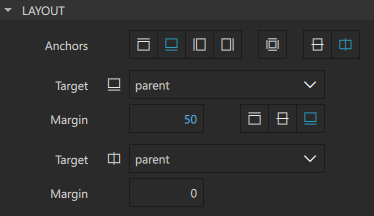 LAYOUT
Anchors
Target parent
Margin 50
Target parent
Margin 0